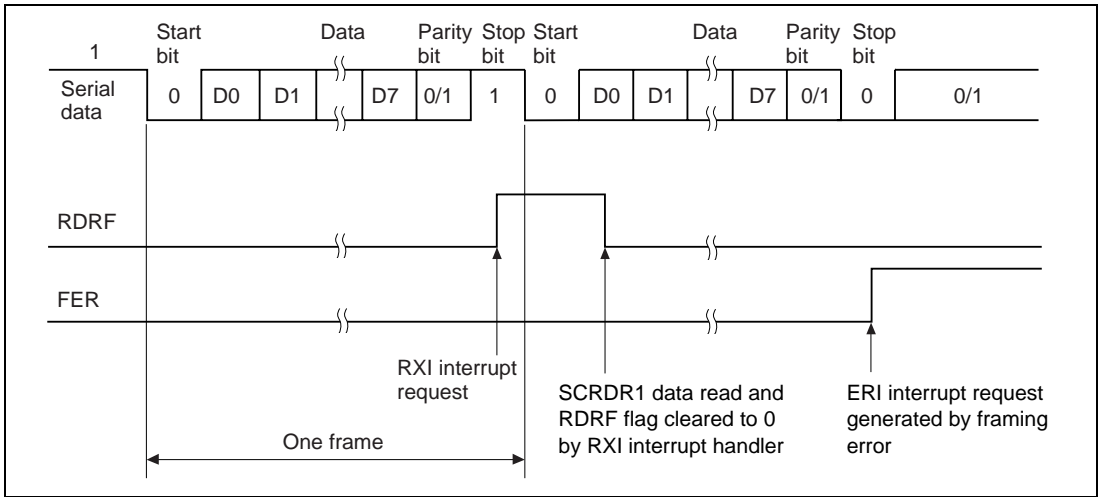 Start bit Data Parity bit Stop bit Start bit Data Parity bit Stop bit
1
Serial data 0 D0 D1 D7 0/1 1 0 D0 D1 D7 0/1 0 0/1
RDRF
FER
RXI interrupt
request
SCRDR1 data read and
RDRF flag cleared to 0
by RXI interrupt handler
ERI interrupt request
generated by framing
error
One frame